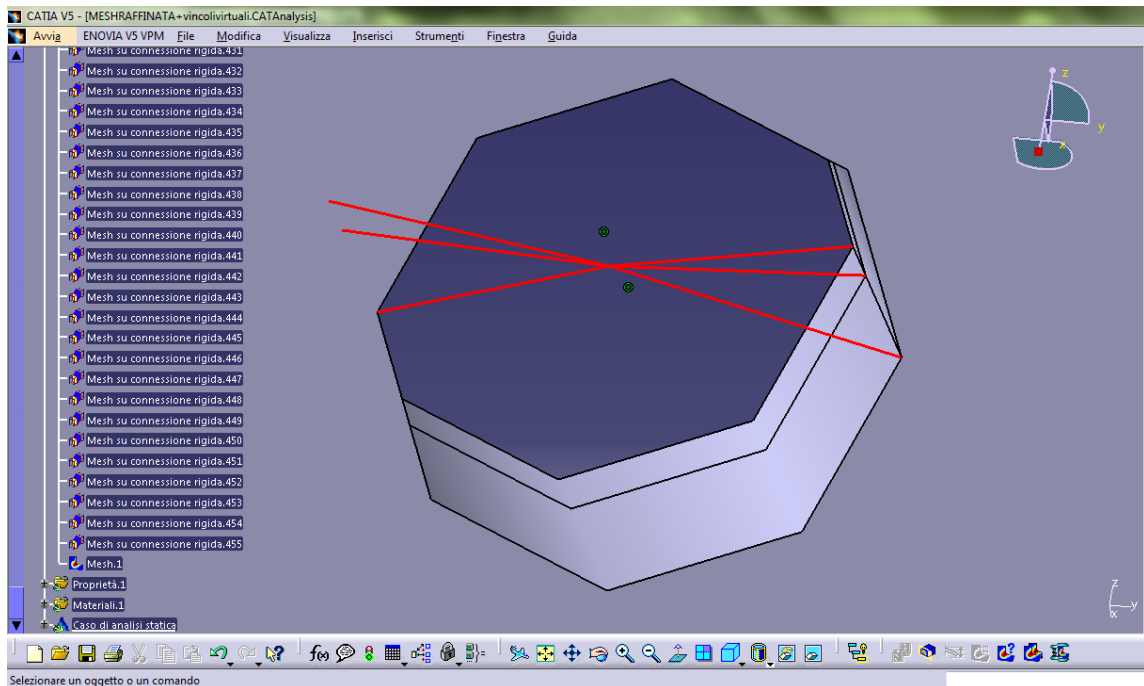 CATIA V5 - [MESHRAFFINATA+vincolivirtuali.CATAnalysis]
Avvia ENOVIA V5 VPM File Modifica Visualizza Inserisci Strumenti Finestra Guida
Mesh su connessione rigida.431
Mesh su connessione rigida.432
Mesh su connessione rigida.433
Mesh su connessione rigida.434
Mesh su connessione rigida.435
Mesh su connessione rigida.436
Mesh su connessione rigida.437
Mesh su connessione rigida.438
Mesh su connessione rigida.439
Mesh su connessione rigida.440
Mesh su connessione rigida.441
Mesh su connessione rigida.442
Mesh su connessione rigida.443
Mesh su connessione rigida.444
Mesh su connessione rigida.445
Mesh su connessione rigida.446
Mesh su connessione rigida.447
Mesh su connessione rigida.448
Mesh su connessione rigida.449
Mesh su connessione rigida.450
Mesh su connessione rigida.451
Mesh su connessione rigida.452
Mesh su connessione rigida.453
Mesh su connessione rigida.454
Mesh su connessione rigida.455
Mesh.1
Proprietà.1
Materiali.1
Caso di analisi statica
z
y
x
z
y
x
f(x)
Selezionare un oggetto o un comando